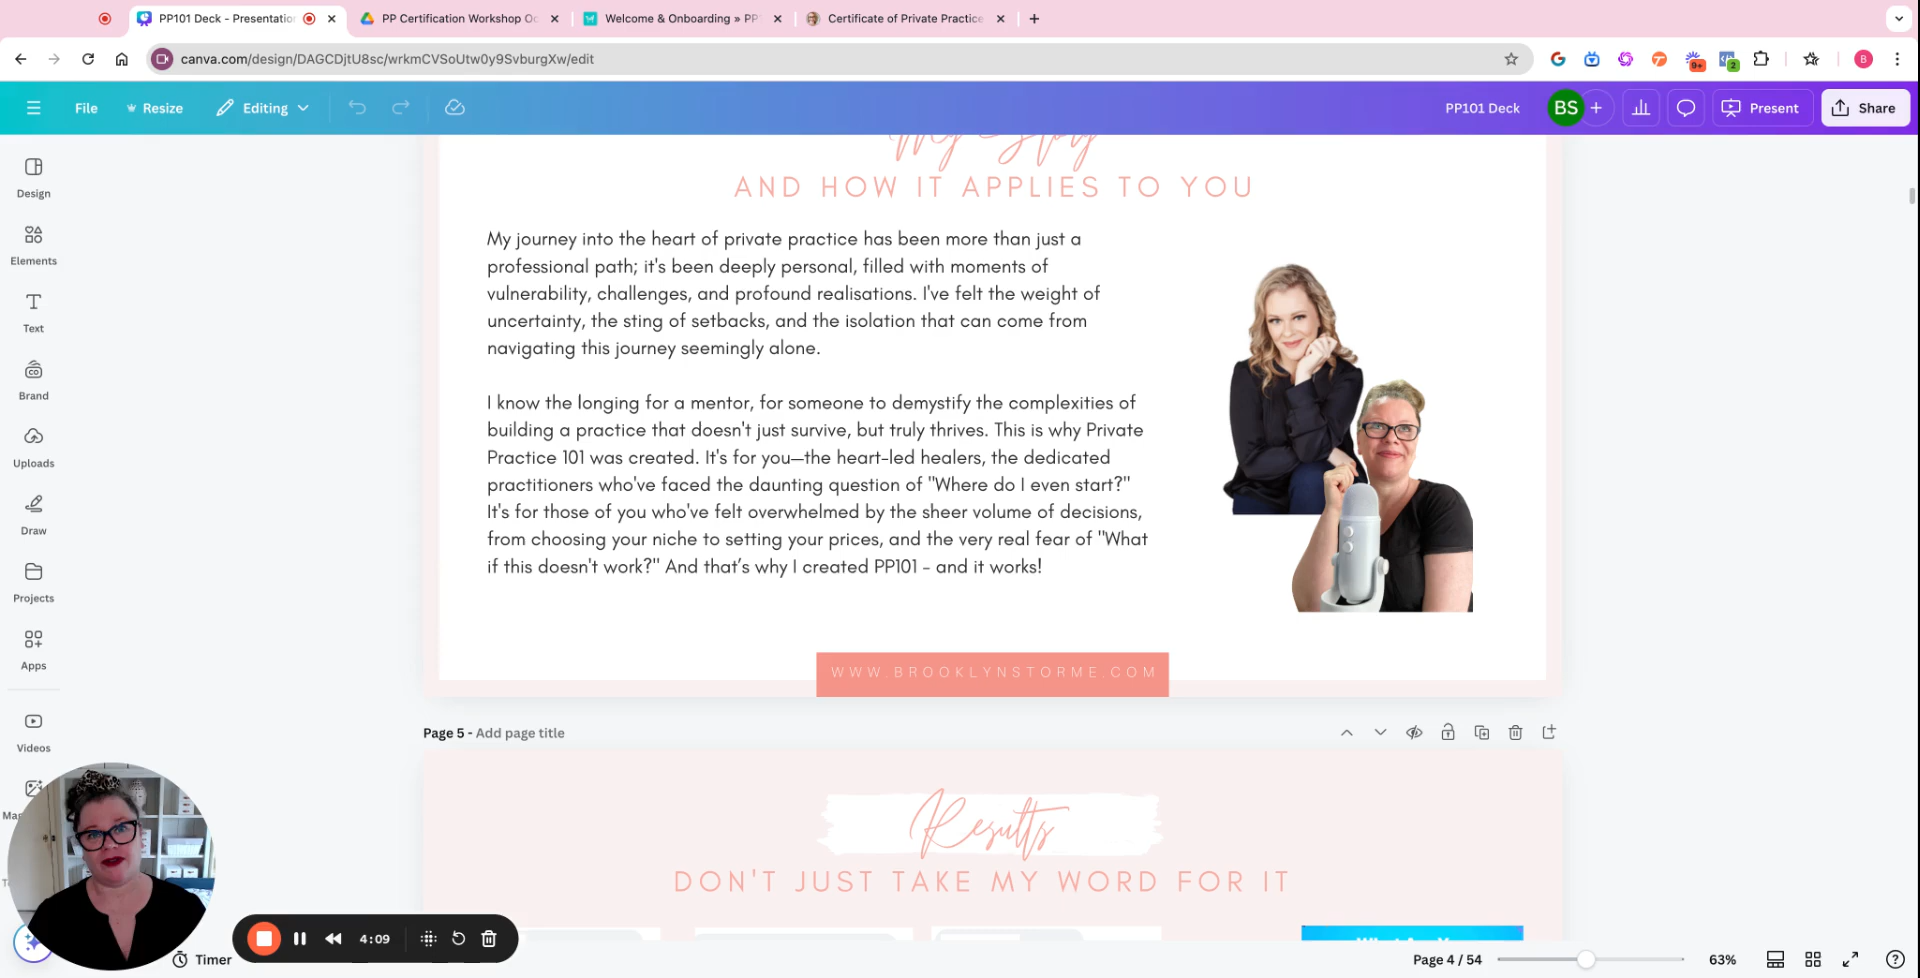 PP101 Deck - Presentation
PP Certification Workshop Oc
Welcome & Onboarding » PP
Certificate of Private Practice
canva.com/design/DAGCDjtU8sc/wrkmCVSoUtw0y9SvburgXw/edit
9+
2
B
File
Resize
Editing
PP101 Deck
BS
Present
Share
Design
Elements
Text
Brand
Uploads
Draw
Projects
Apps
Videos
My Story
AND HOW IT APPLIES TO YOU
My journey into the heart of private practice has been more than just a
professional path; it's been deeply personal, filled with moments of
vulnerability, challenges, and profound realisations. I've felt the weight of
uncertainty, the sting of setbacks, and the isolation that can come from
navigating this journey seemingly alone.
I know the longing for a mentor, for someone to demystify the complexities of
building a practice that doesn't just survive, but truly thrives. This is why Private
Practice 101 was created. It's for you—the heart-led healers, the dedicated
practitioners who've faced the daunting question of "Where do I even start?"
It's for those of you who've felt overwhelmed by the sheer volume of decisions,
from choosing your niche to setting your prices, and the very real fear of "What
if this doesn't work?" And that's why I created PP101 - and it works!
WWW.BROOKLYNSTORME.COM
Page 5 - Add page title
Results
DON'T JUST TAKE MY WORD FOR IT
4:09
Timer
Page 4 / 54
63%